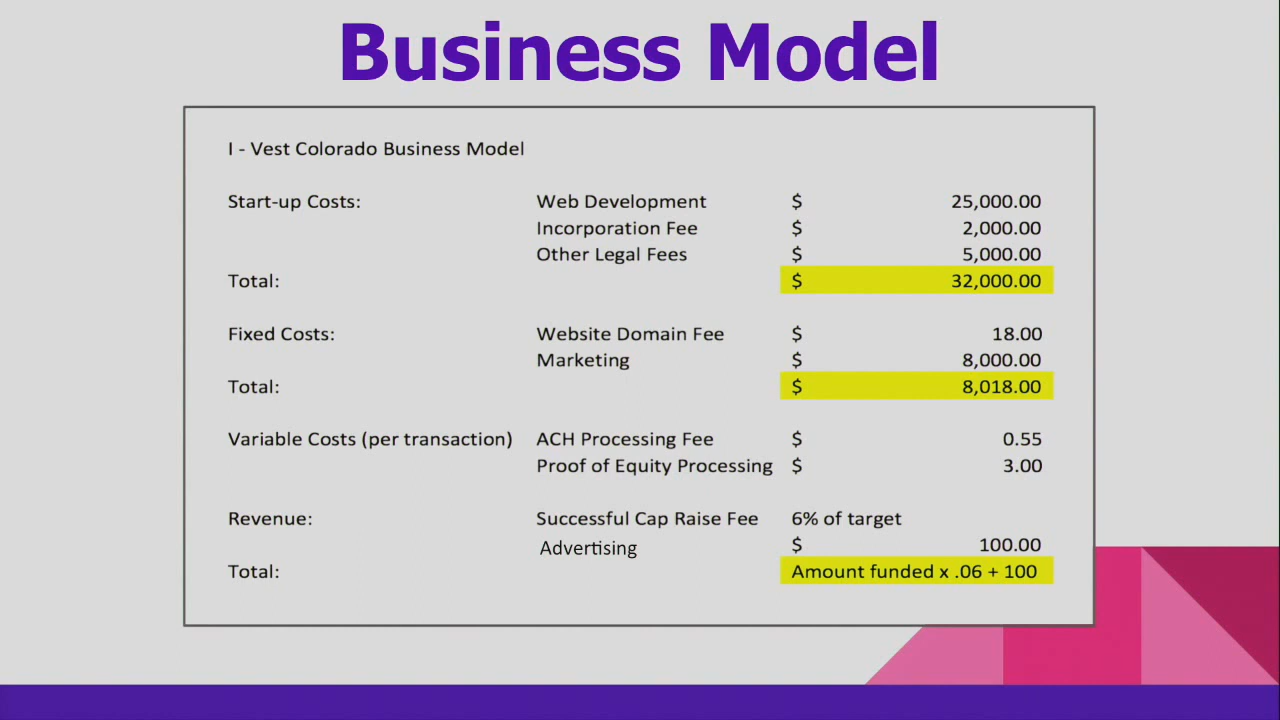 Business Model
I - Vest Colorado Business Model
Start-up Costs: Web Development $ 25,000.00
Incorporation Fee $ 2,000.00
Other Legal Fees $ 5,000.00
Total: $ 32,000.00
Fixed Costs: Website Domain Fee $ 18.00
Marketing $ 8,000.00
Total: $ 8,018.00
Variable Costs (per transaction) ACH Processing Fee $ 0.55
Proof of Equity Processing $ 3.00
Revenue: Successful Cap Raise Fee 6% of target
Advertising $ 100.00
Total: Amount funded x .06 + 100